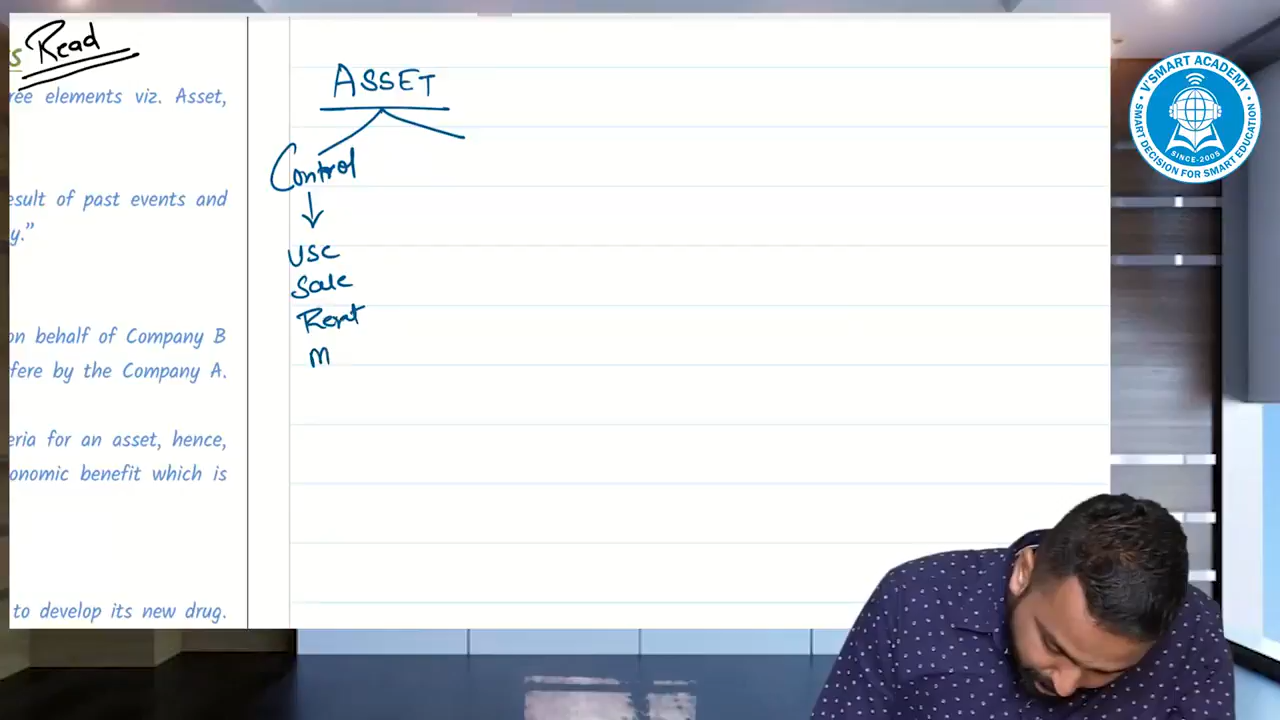 s Read
ree elements viz. Asset,
esult of past events and
y.”
on behalf of Company B
fere by the Company A.
eria for an asset, hence,
onomic benefit which is
to develop its new drug.
ASSET
Control
↓
USE
Sale
Rent
M
V'SMART ACADEMY
SINCE-2005
SMART DECISION FOR SMART EDUCATION